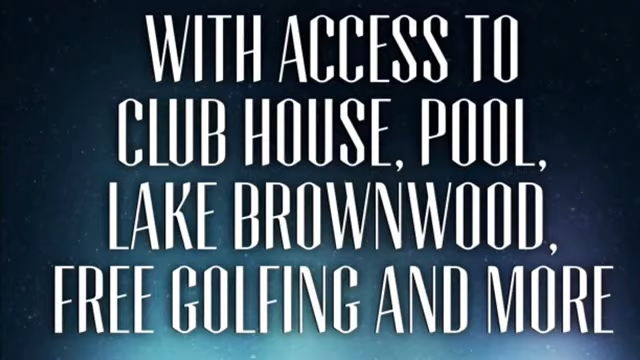 WITH ACCESS TO
CLUB HOUSE, POOL,
LAKE BROWNWOOD,
FREE GOLFING AND MORE